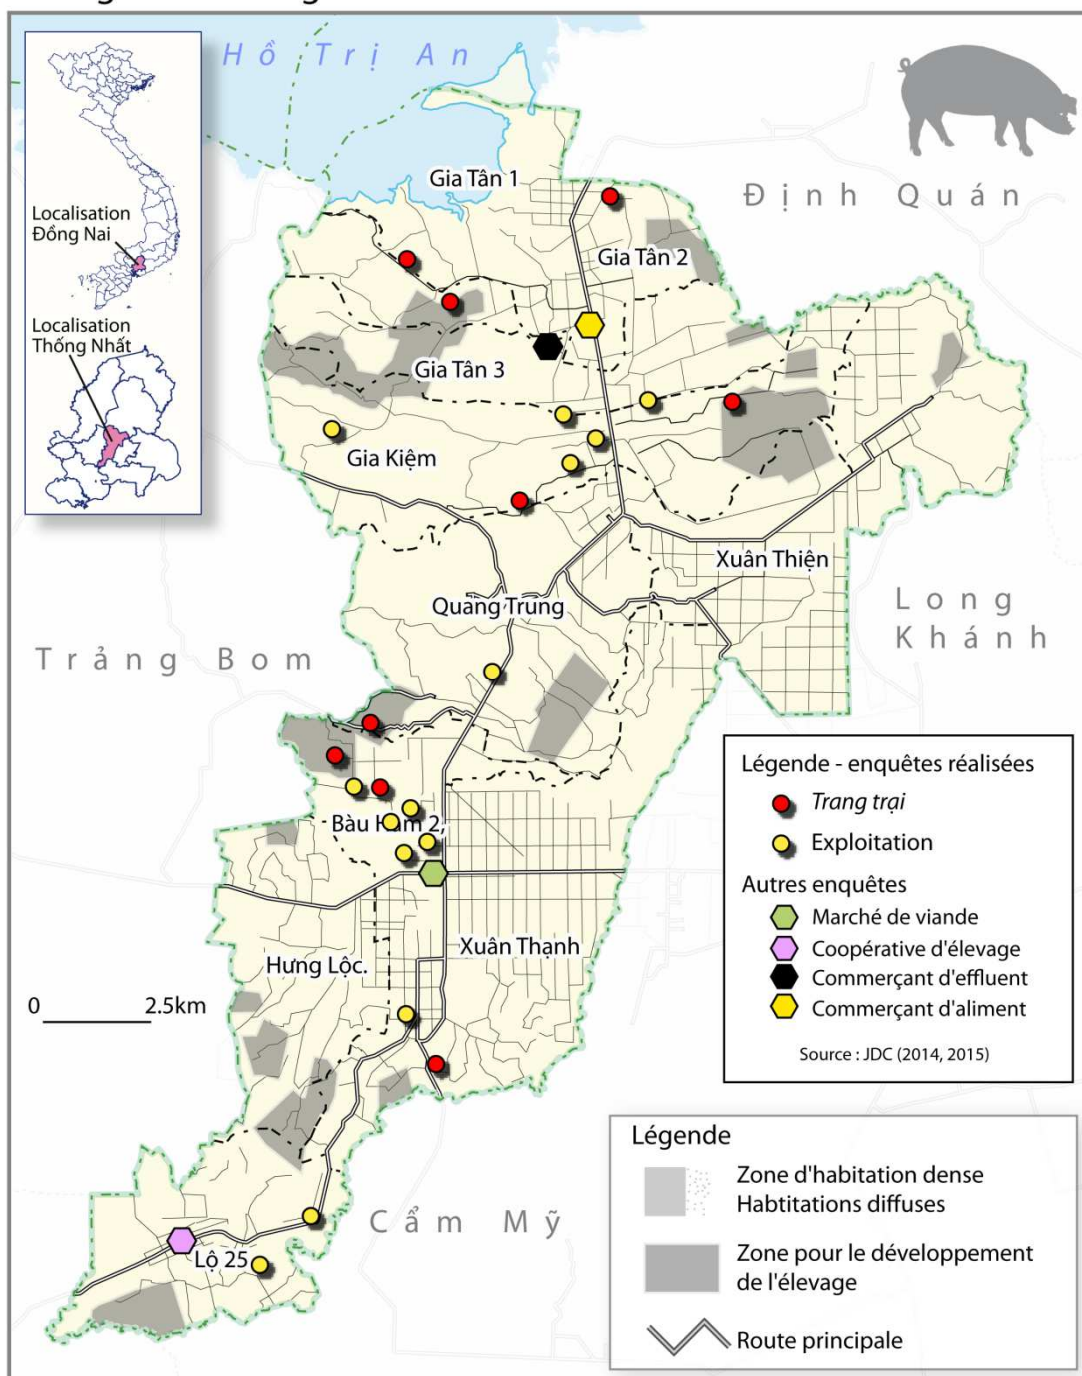 Hồ Trị An
Localisation
Đồng Nai
Localisation
Thống Nhất
Gia Tân 1
Định Quán
Gia Tân 2
Gia Tân 3
Gia Kiệm
Xuân Thiện
Quang Trung
Long
Khánh
Trảng Bom
Bàu Hàm 2,
Xuân Thạnh
Hưng Lộc.
0 2.5km
Cẩm Mỹ
Lộ 25
Légende - enquêtes réalisées
Trang trại
Exploitation
Autres enquêtes
Marché de viande
Coopérative d'élevage
Commerçant d'effluent
Commerçant d'aliment
Source : JDC (2014, 2015)
Légende
Zone d'habitation dense
Habtitations diffuses
Zone pour le développement
de l'élevage
Route principale